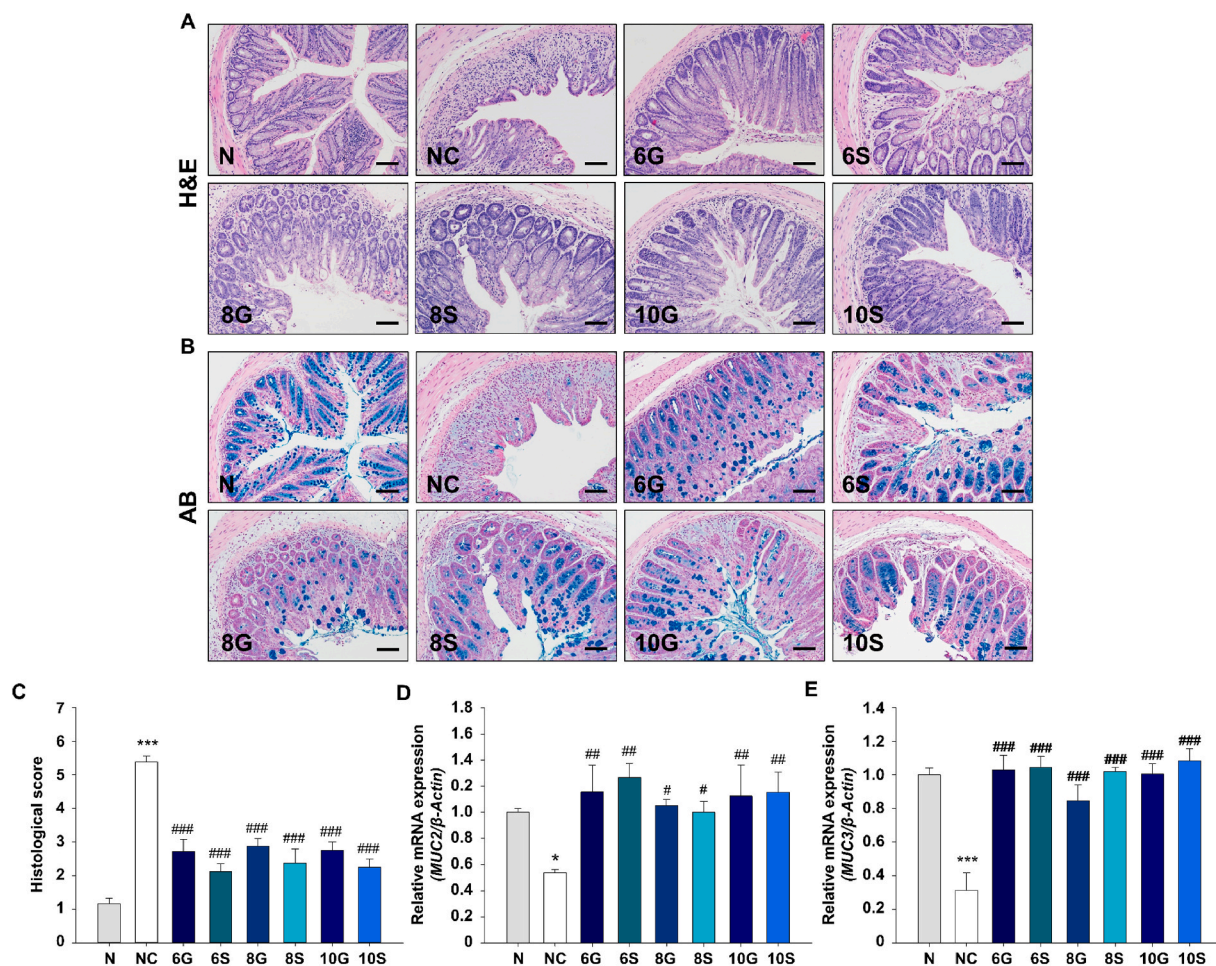 A
H&E
N
NC
6G
6S
8G
8S
10G
10S
B
AB
N
NC
6G
6S
8G
8S
10G
10S
C
Histological score
7
6
5
4
3
2
1
0
***
###
###
###
###
###
###
N NC 6G 6S 8G 8S 10G 10S
D
Relative mRNA expression
(MUC2/β-Actin)
1.8
1.6
1.4
1.2
1.0
0.8
0.6
0.4
0.2
0
*
##
##
#
#
##
##
N NC 6G 6S 8G 8S 10G 10S
E
Relative mRNA expression
(MUC3/β-Actin)
1.4
1.2
1.0
0.8
0.6
0.4
0.2
0
***
###
###
###
###
###
###
N NC 6G 6S 8G 8S 10G 10S